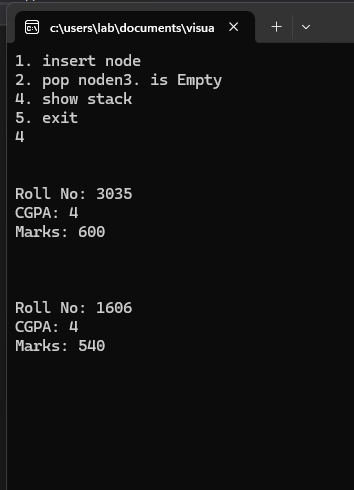 c:\users\lab\documents\visua
1. insert node
2. pop noden3. is Empty
4. show stack
5. exit
4
Roll No: 3035
CGPA: 4
Marks: 600
Roll No: 1606
CGPA: 4
Marks: 540